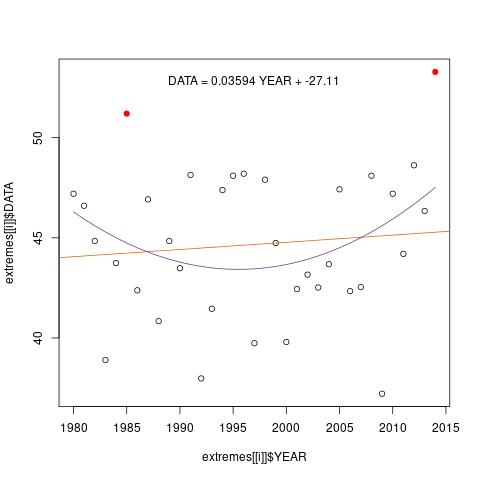 DATA = 0.03594 YEAR + -27.11
extremes[[i]]$DATA
50
45
40
1980 1985 1990 1995 2000 2005 2010 2015
extremes[[i]]$YEAR